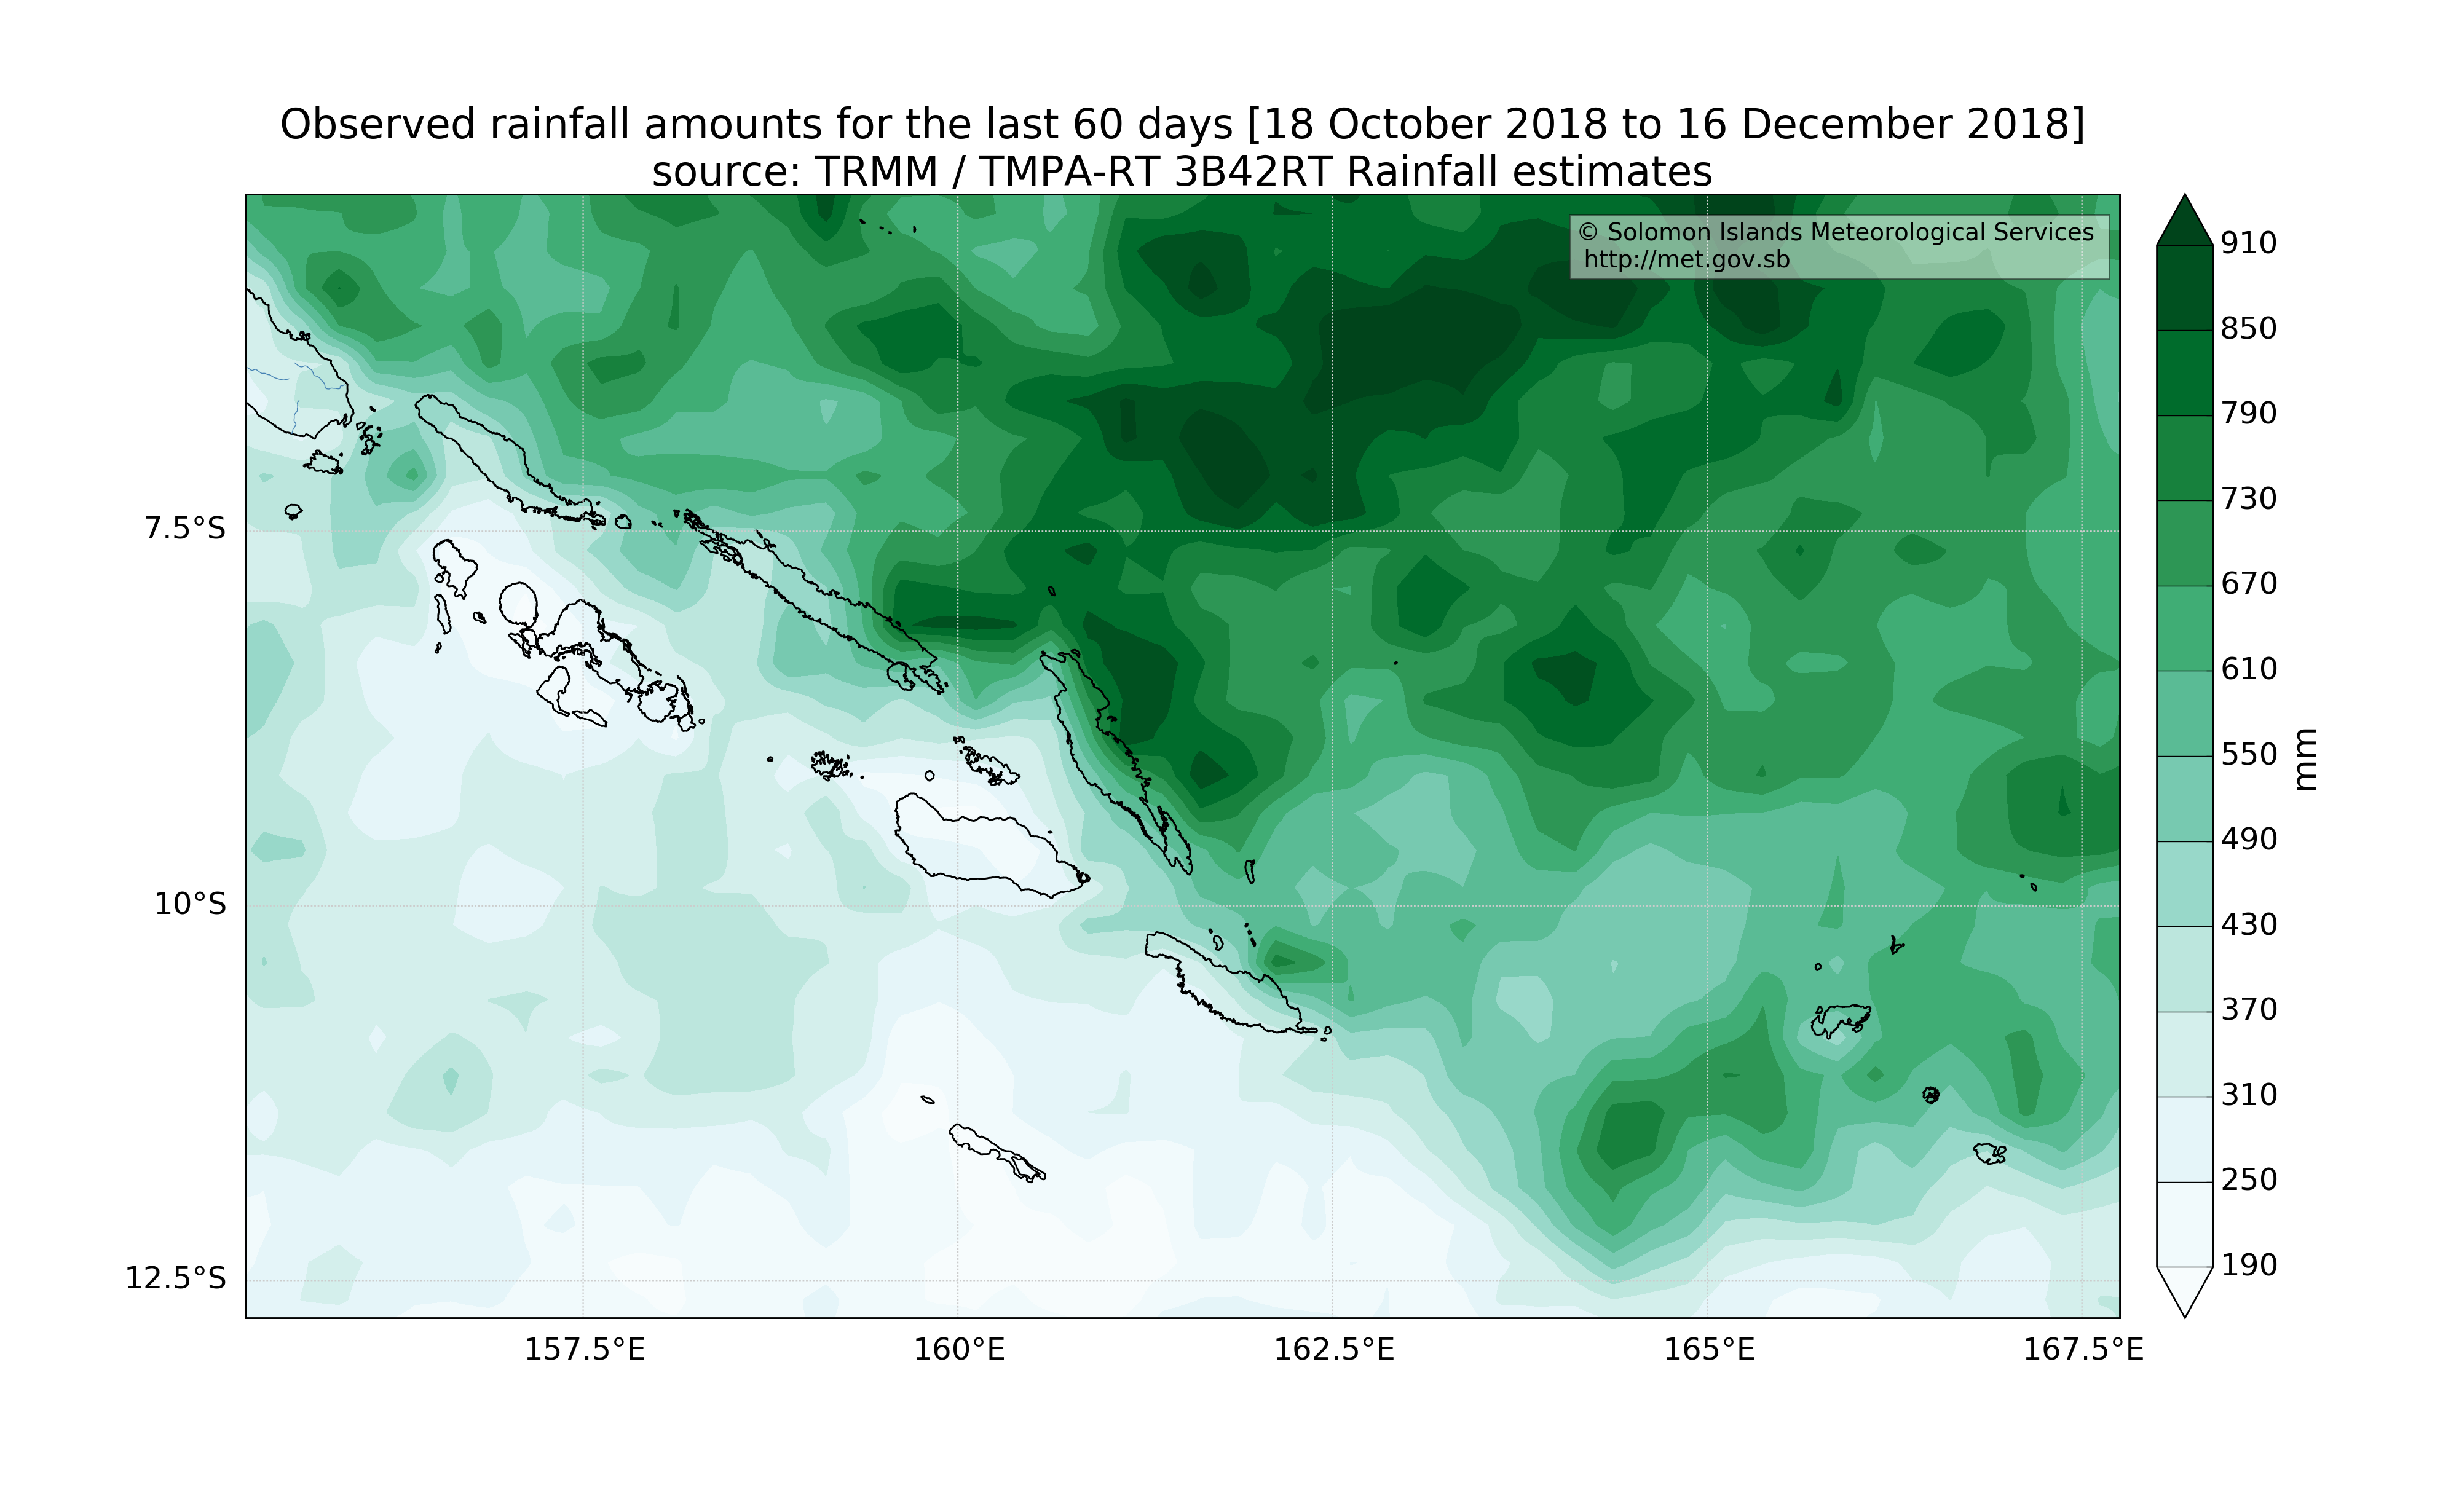 Observed rainfall amounts for the last 60 days [18 October 2018 to 16 December 2018]
source: TRMM / TMPA-RT 3B42RT Rainfall estimates
© Solomon Islands Meteorological Services
http://met.gov.sb
910
850
790
730
670
610
550
490
430
370
310
250
190
mm
7.5°S
10°S
12.5°S
157.5°E
160°E
162.5°E
165°E
167.5°E